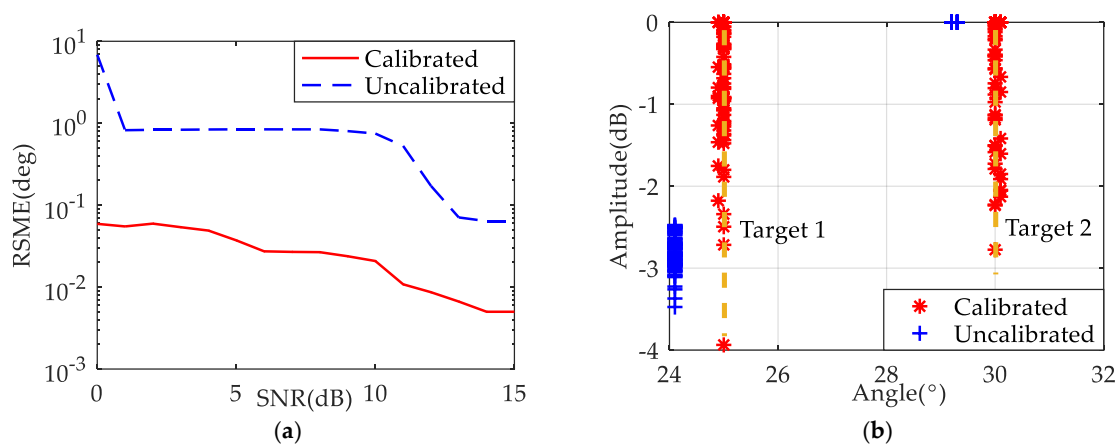 10^1
10^0
10^-1
10^-2
10^-3
RSME(deg)
Calibrated
Uncalibrated
0 5 10 15
SNR(dB)
(a)
0
-1
-2
-3
-4
Amplitude(dB)
Target 1
Target 2
Calibrated
Uncalibrated
24 26 28 30 32
Angle(°)
(b)